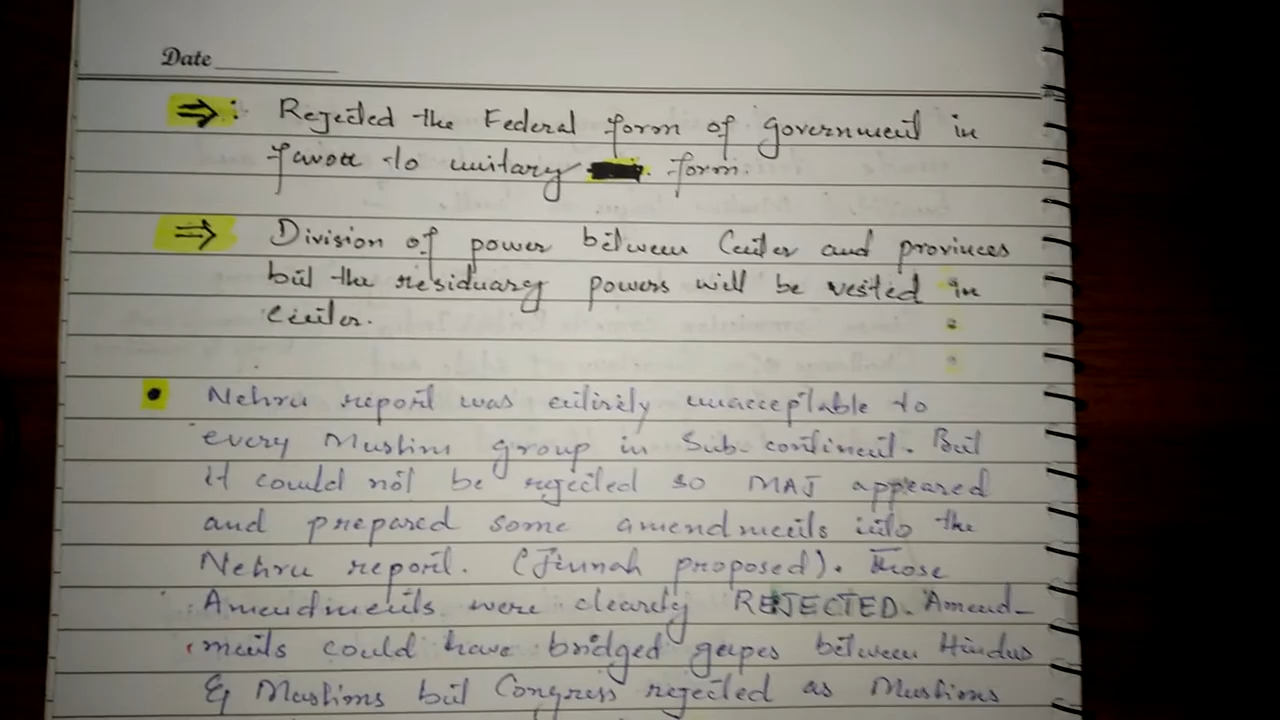 Date
⇒: Rejected the Federal form of government in
favou to unitary form.
⇒ Division of power between Center and provinces
but the residuary powers will be vested in
Center.
• Nehru report was entirely unacceptable to
every Muslim group in Sub-continent. But
it could not be rejected so MAJ appeared
and prepared some amendments into the
Nehru report. (Jinnah proposed). Those
Amendments were clearly REJECTED. Amend-
ments could have bridged gapes between Hindus
& Muslims but Congress rejected as Muslims